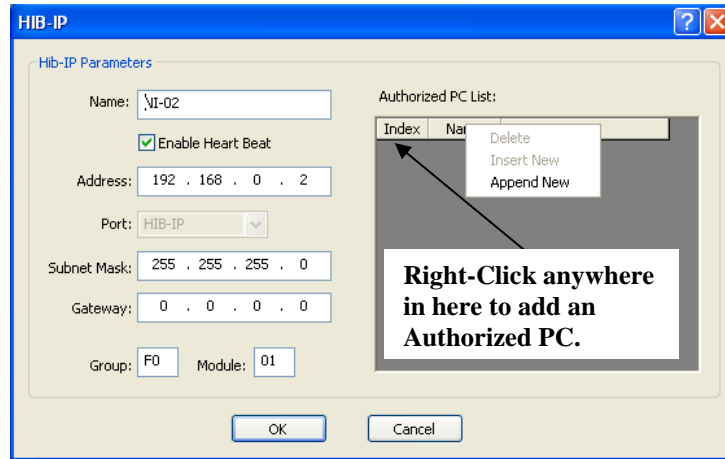 HIB-IP
Hib-IP Parameters
Name: \I-02
Enable Heart Beat
Address: 192 . 168 . 0 . 2
Port: HIB-IP
Subnet Mask: 255 . 255 . 255 . 0
Gateway: 0 . 0 . 0 . 0
Group: F0 Module: 01
Authorized PC List:
Index
Delete
Insert New
Append New
Right-Click anywhere
in here to add an
Authorized PC.
OK Cancel